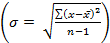 (σ = √(∑(x-x̄)²/n-1))